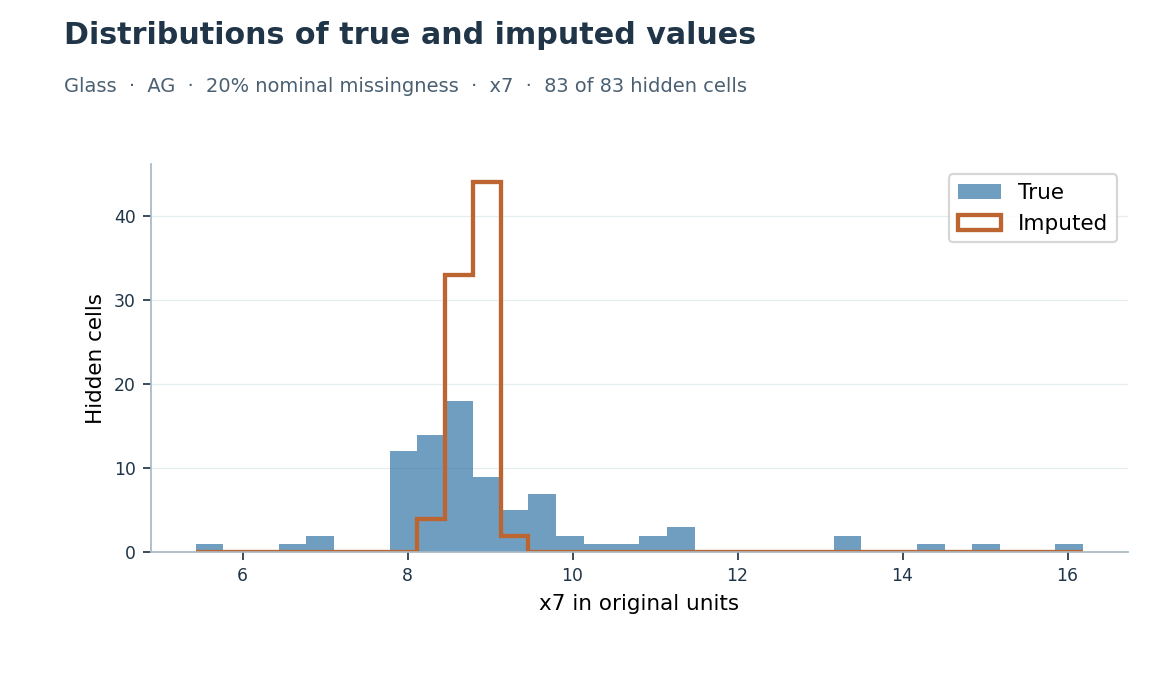 Distributions of true and imputed values
Glass · AG · 20% nominal missingness · x7 · 83 of 83 hidden cells
True
Imputed
Hidden cells
40
30
20
10
0
6 8 10 12 14 16
x7 in original units